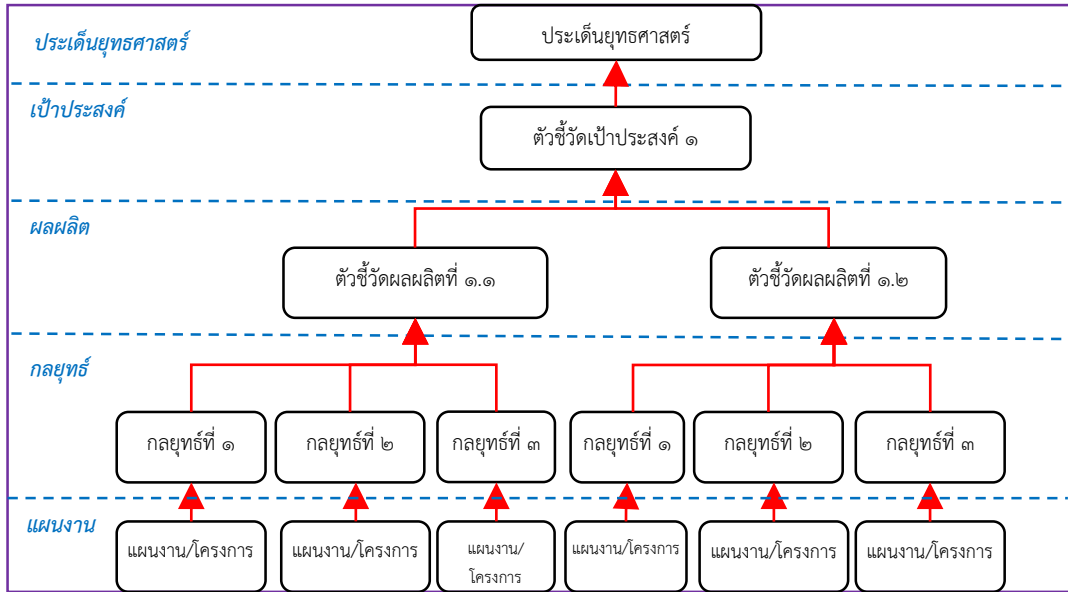 ประเด็นยุทธศาสตร์
ประเด็นยุทธศาสตร์
เป้าประสงค์
ตัวชี้วัดเป้าประสงค์ ๑
ผลผลิต
ตัวชี้วัดผลผลิตที่ ๑.๑
ตัวชี้วัดผลผลิตที่ ๑.๒
กลยุทธ์
กลยุทธ์ที่ ๑
กลยุทธ์ที่ ๒
กลยุทธ์ที่ ๓
กลยุทธ์ที่ ๑
กลยุทธ์ที่ ๒
กลยุทธ์ที่ ๓
แผนงาน
แผนงาน/โครงการ
แผนงาน/โครงการ
แผนงาน/
โครงการ
แผนงาน/โครงการ
แผนงาน/โครงการ
แผนงาน/โครงการ